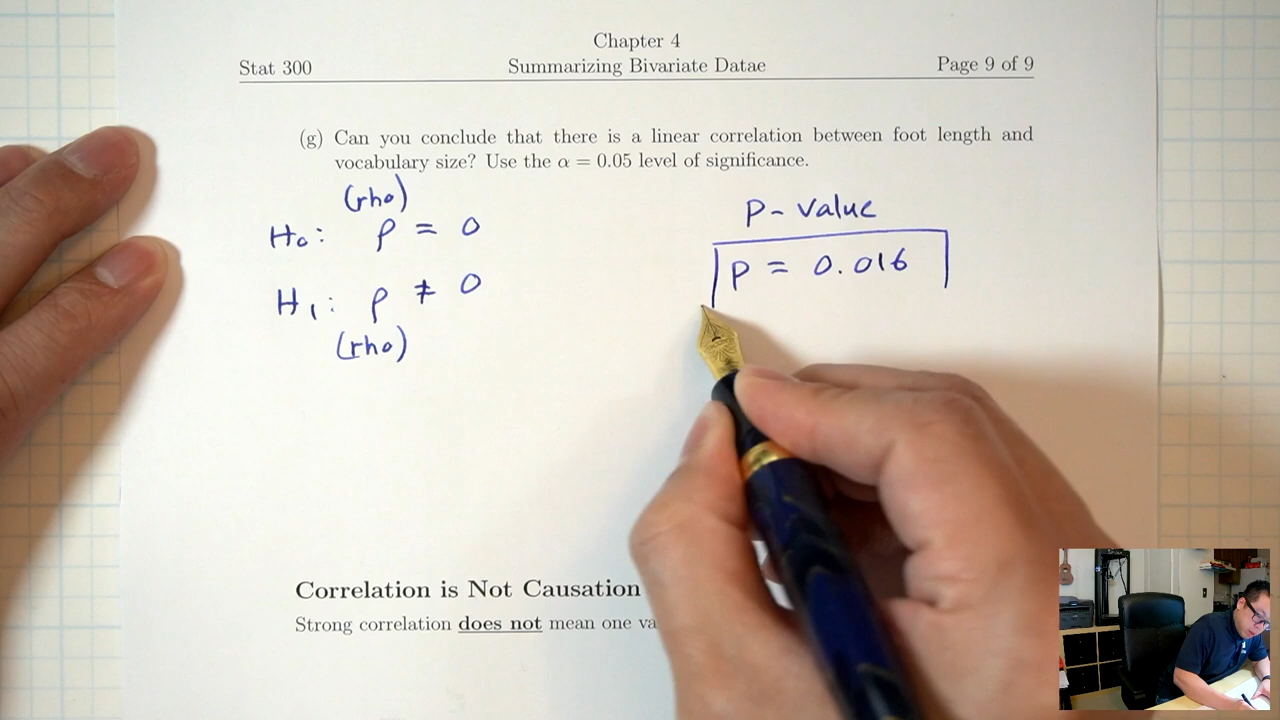 Chapter 4
Stat 300 Summarizing Bivariate Datae Page 9 of 9
(g) Can you conclude that there is a linear correlation between foot length and
vocabulary size? Use the α = 0.05 level of significance.
(rho)
H₀: ρ = 0
H₁: ρ ≠ 0
(rho)
P-value
P = 0.016
Correlation is Not Causation
Strong correlation does not mean one